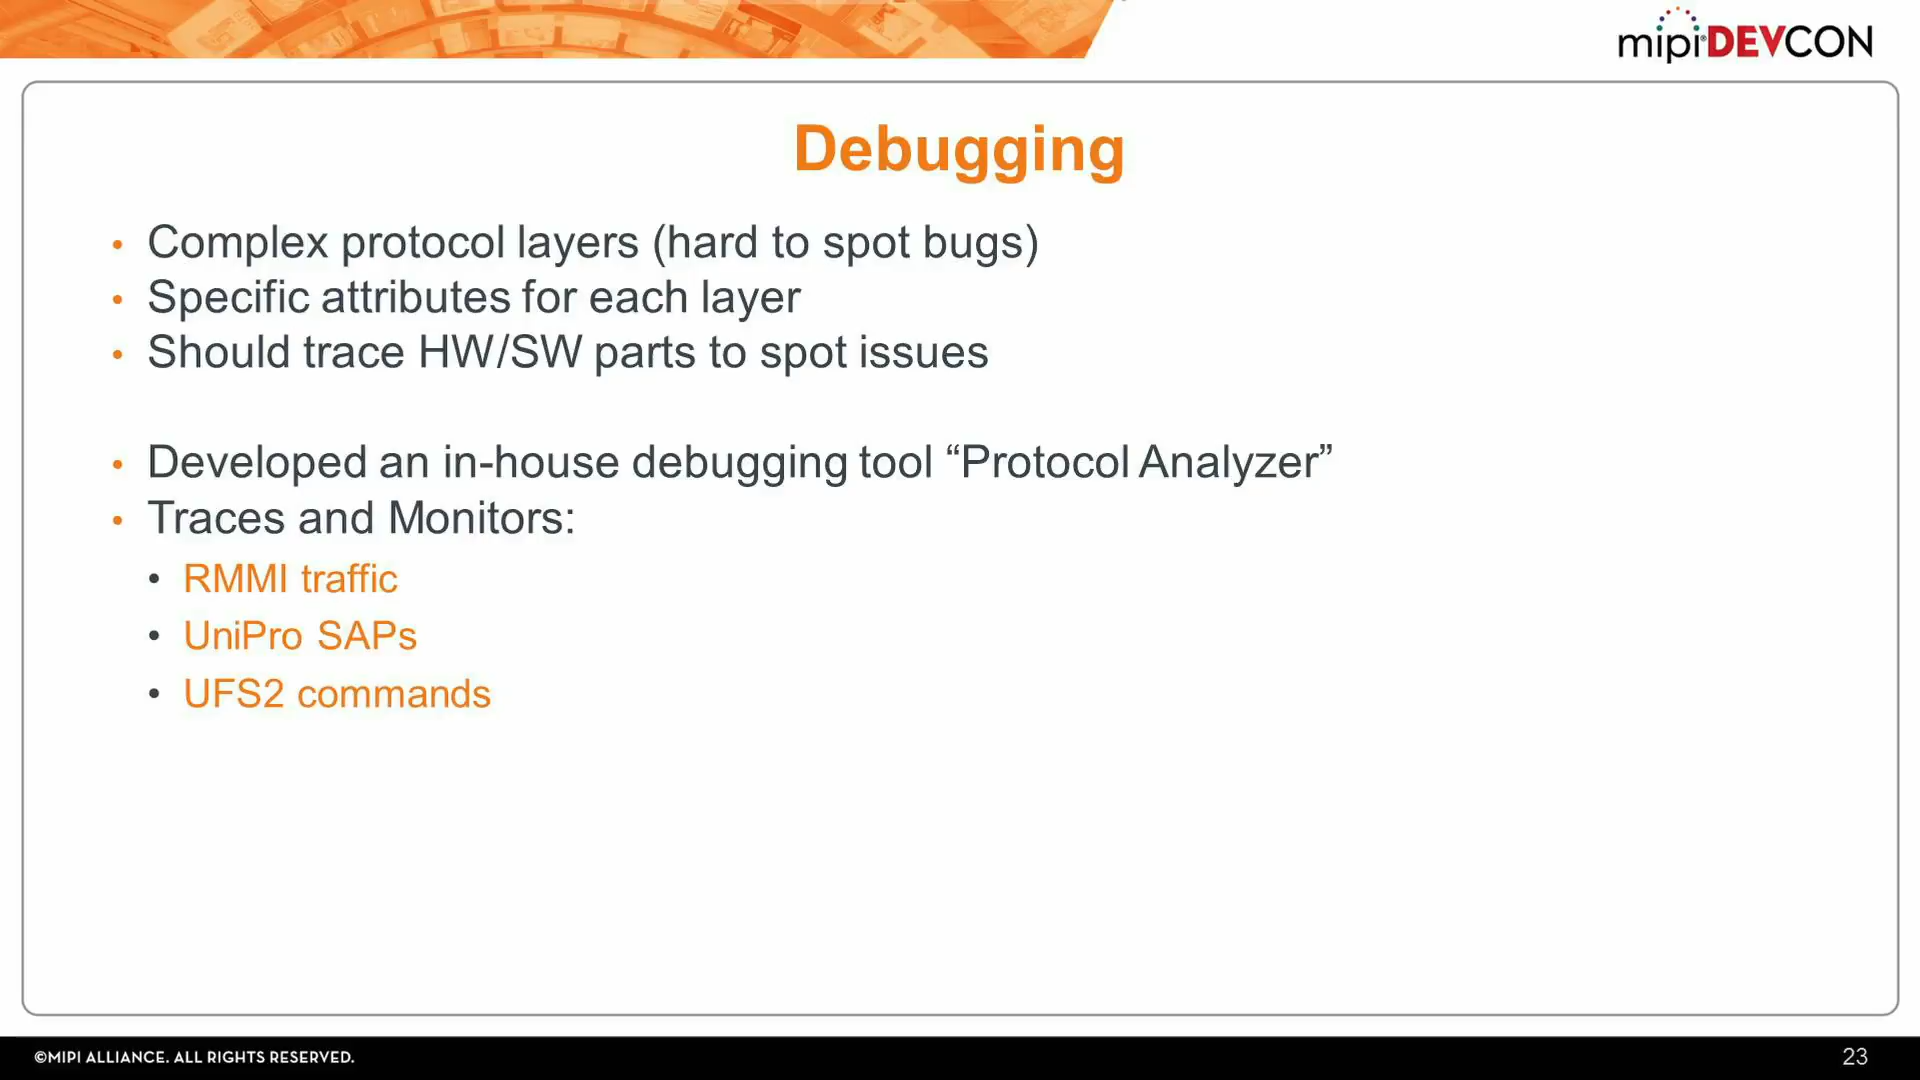 mipi®DEVCON
Debugging
• Complex protocol layers (hard to spot bugs)
• Specific attributes for each layer
• Should trace HW/SW parts to spot issues
• Developed an in-house debugging tool “Protocol Analyzer”
• Traces and Monitors:
• RMMI traffic
• UniPro SAPs
• UFS2 commands
©MIPI ALLIANCE. ALL RIGHTS RESERVED.
23